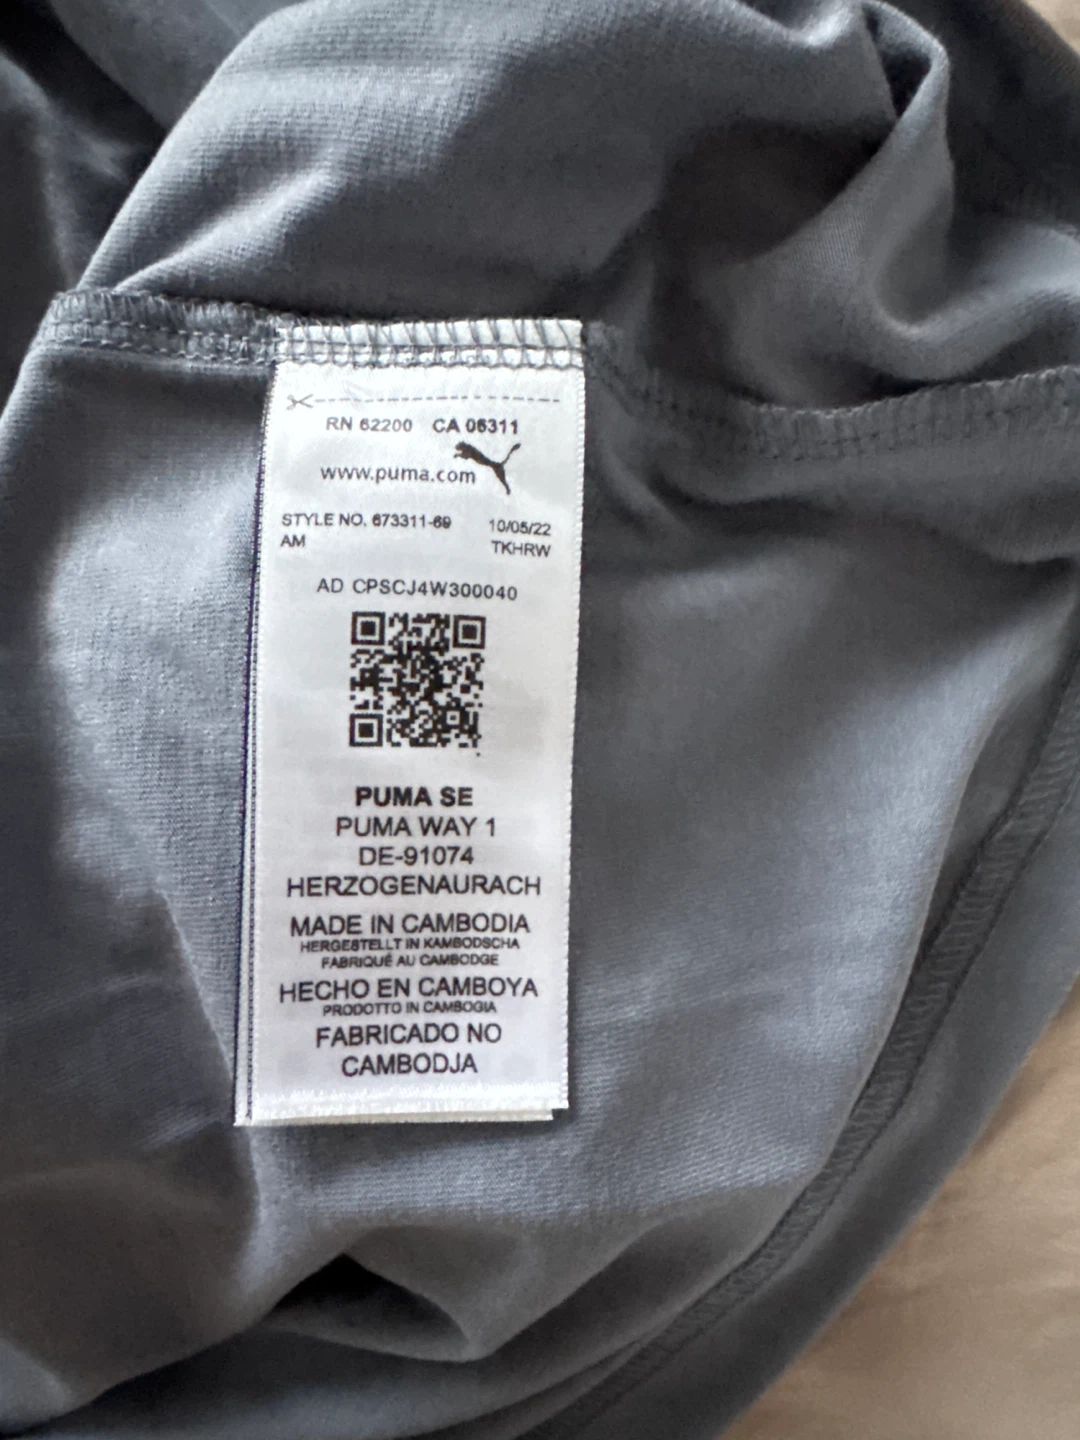 RN 62200 CA 06311
www.puma.com
STYLE NO. 673311-69 10/05/22
AM TKHRW
AD CPSCJ4W300040
PUMA SE
PUMA WAY 1
DE-91074
HERZOGENAURACH
MADE IN CAMBODIA
HERGESTELLT IN KAMBODSCHA
FABRIQUÉ AU CAMBODGE
HECHO EN CAMBOYA
PRODOTTO IN CAMBOGIA
FABRICADO NO
CAMBODJA